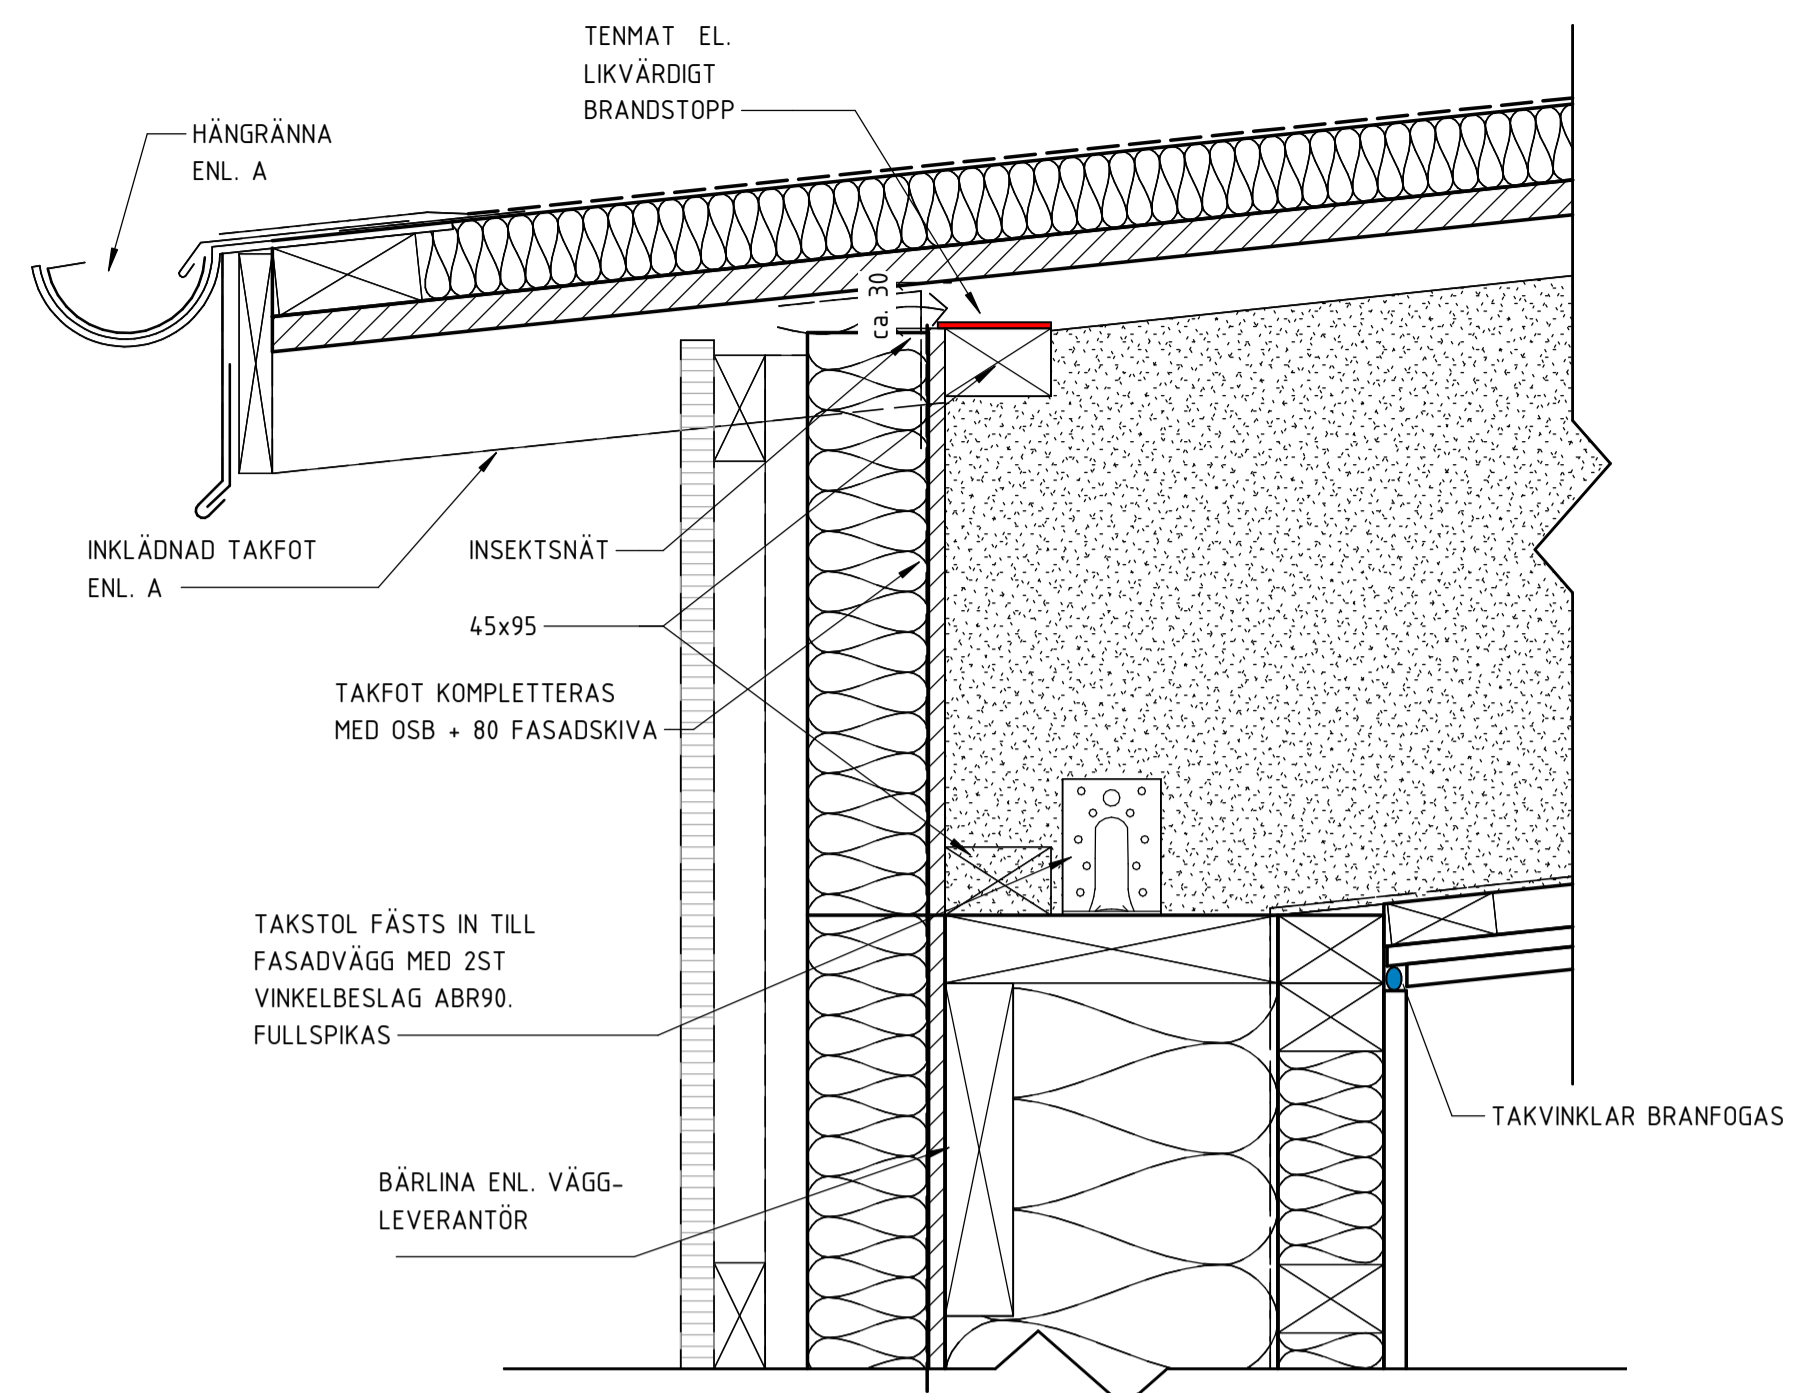 TENMAT EL.
LIKVÄRDIGT
BRANDSTOPP
HÄNGRÄNNA
ENL. A
ca. 30
INKLÄDNAD TAKFOT
ENL. A
INSEKTSNÄT
45x95
TAKFOT KOMPLETTERAS
MED OSB + 80 FASADSKIVA
TAKSTOL FÄSTS IN TILL
FASADVÄGG MED 2ST
VINKELBESLAG ABR90.
FULLSPIKAS
TAKVINKLAR BRANFOGAS
BÄRLINA ENL. VÄGG-
LEVERANTÖR